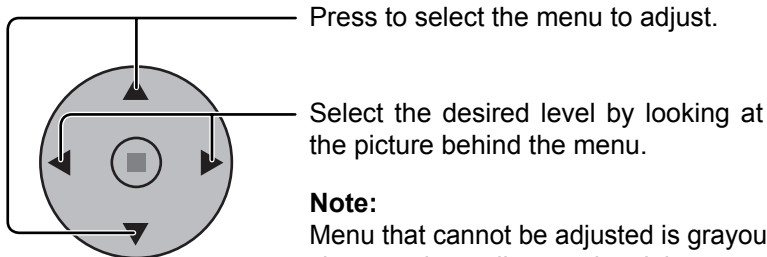 Press to select the menu to adjust.
Select the desired level by looking at
the picture behind the menu.
Note:
Menu that cannot be adjusted is grayou